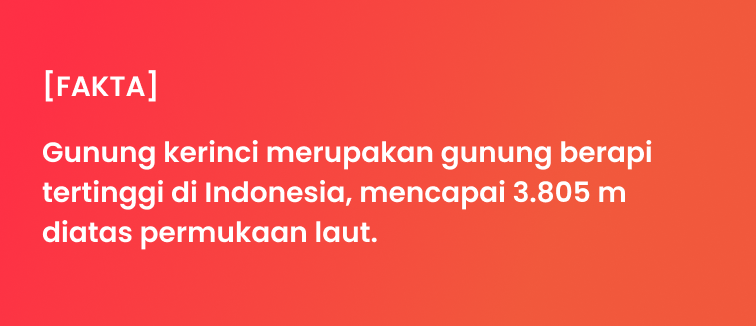 [FAKTA]
Gunung kerinci merupakan gunung berapi
tertinggi di Indonesia, mencapai 3.805 m
diatas permukaan laut.